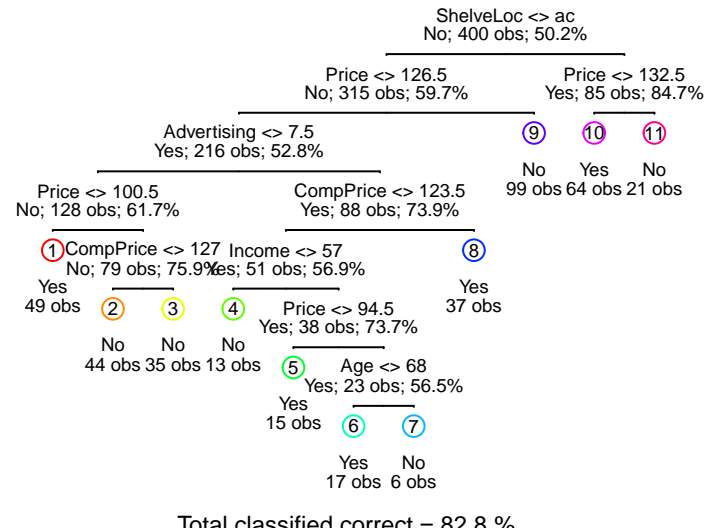 ShelveLoc <> ac
No; 400 obs; 50.2%
Price <> 126.5
No; 315 obs; 59.7%
Price <> 132.5
Yes; 85 obs; 84.7%
Advertising <> 7.5
Yes; 216 obs; 52.8%
9
No
99 obs
10
Yes
64 obs
11
No
21 obs
Price <> 100.5
No; 128 obs; 61.7%
CompPrice <> 123.5
Yes; 88 obs; 73.9%
1
Yes
49 obs
CompPrice <> 127
No; 79 obs; 75.9%
Income <> 57
Yes; 51 obs; 56.9%
8
Yes
37 obs
2
No
44 obs
3
No
35 obs
4
No
13 obs
Price <> 94.5
Yes; 38 obs; 73.7%
5
Yes
15 obs
Age <> 68
Yes; 23 obs; 56.5%
6
Yes
17 obs
7
No
6 obs
Total classified correct = 82.8 %